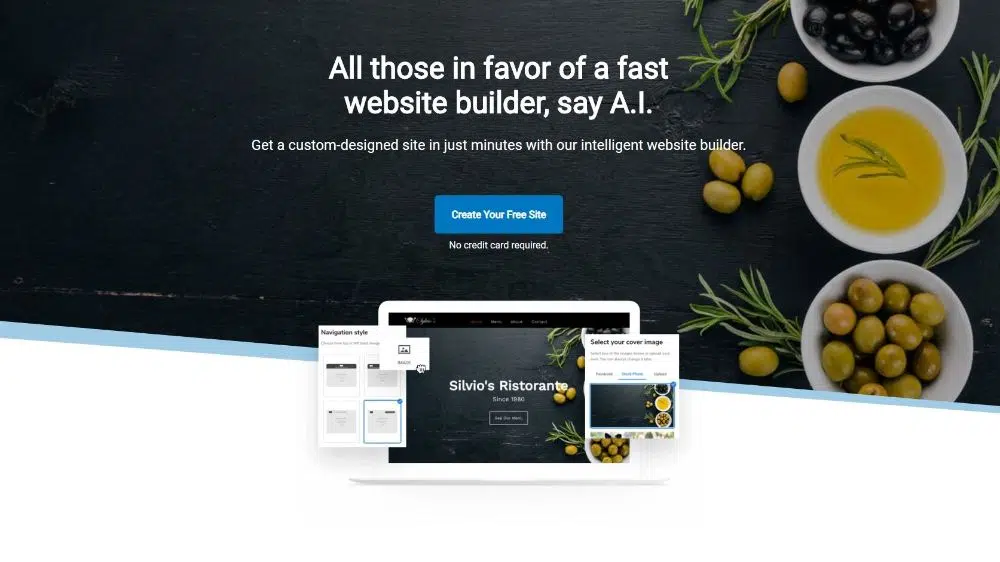 All those in favor of a fast
website builder, say A.I.
Get a custom-designed site in just minutes with our intelligent website builder.
Create Your Free Site
No credit card required.
Navigation style
Home Menu About Contact
Silvio's Ristorante
Since 1980
See Our Menu
Select your cover image
Facebook Stock Photo Upload